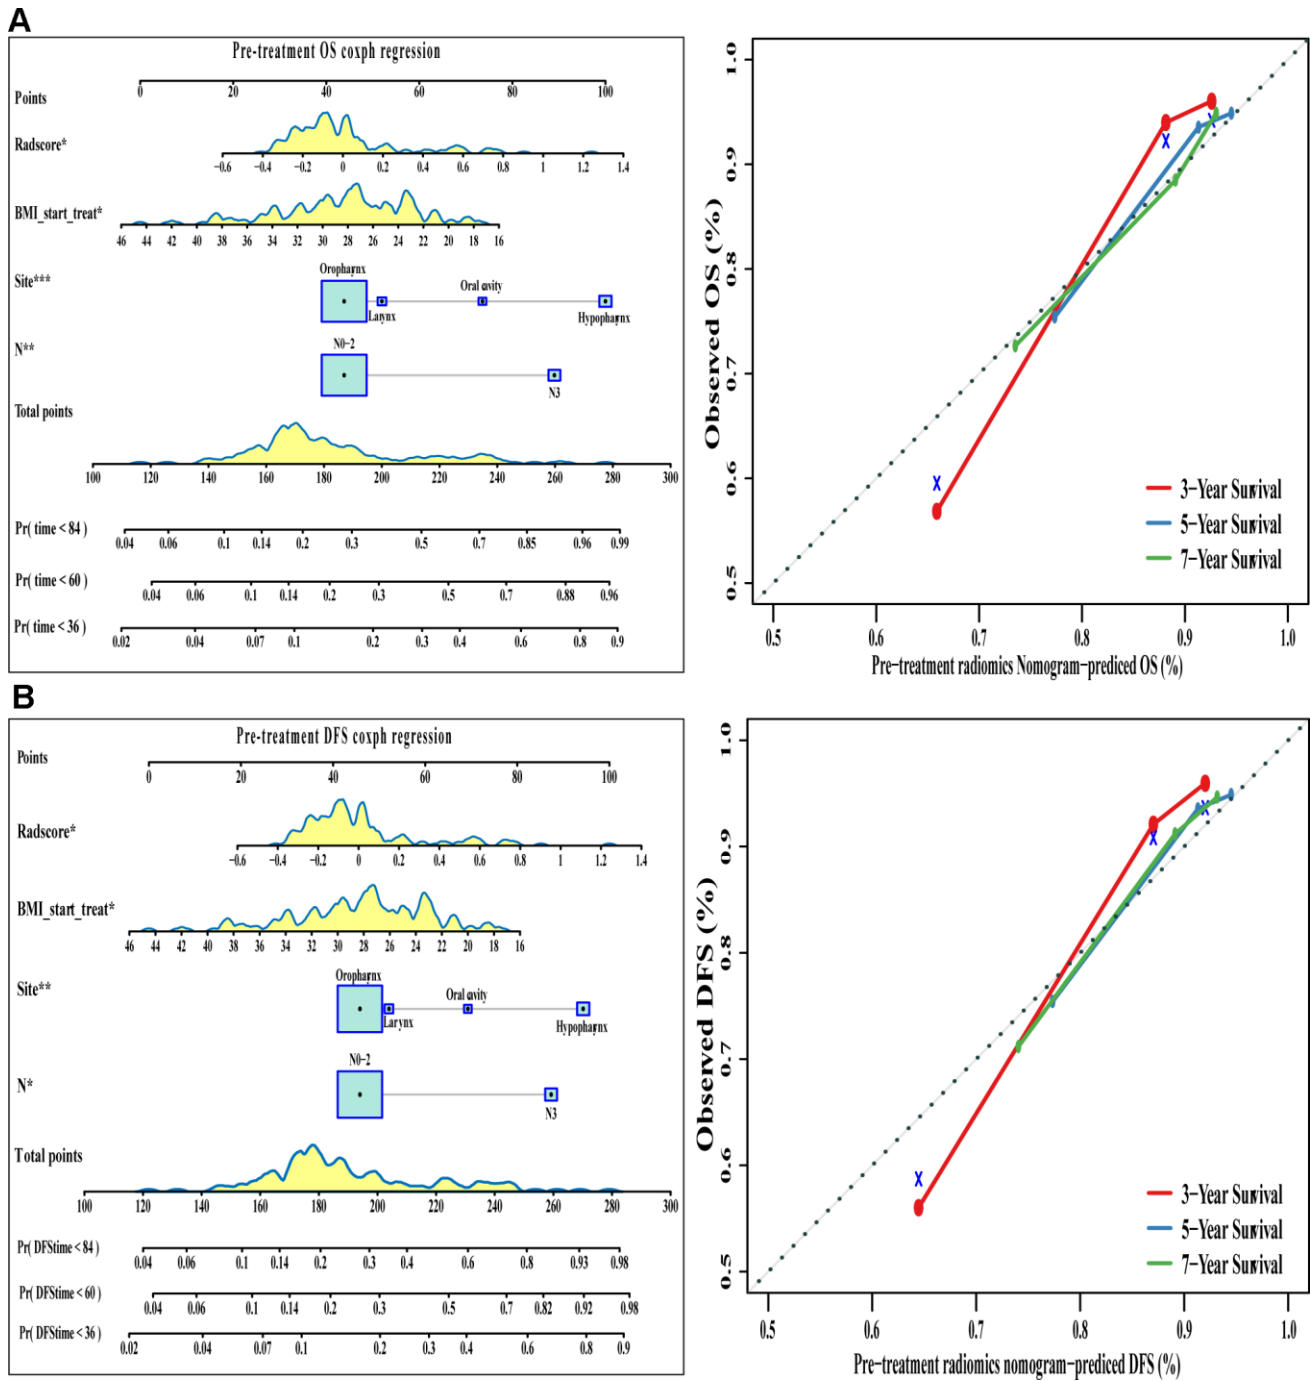 A
Pre-treatment OS coxph regression
Points
0 20 40 60 80 100
Radscore*
-0.6 -0.4 -0.2 0 0.2 0.4 0.6 0.8 1 1.2 1.4
BMI_start_treat*
46 44 42 40 38 36 34 32 30 28 26 24 22 20 18 16
Site***
Oropharynx
Larynx
Oral cavity
Hypopharynx
N**
N0-2
N3
Total points
100 120 140 160 180 200 220 240 260 280 300
Pr( time < 84 )
0.04 0.06 0.1 0.14 0.2 0.3 0.5 0.7 0.85 0.96 0.99
Pr( time < 60 )
0.04 0.06 0.1 0.14 0.2 0.3 0.5 0.7 0.88 0.96
Pr( time < 36 )
0.02 0.04 0.07 0.1 0.2 0.3 0.4 0.6 0.8 0.9
Observed OS (%)
0.5 0.6 0.7 0.8 0.9 1.0
3-Year Survival
5-Year Survival
7-Year Survival
0.5 0.6 0.7 0.8 0.9 1.0
Pre-treatment radiomics Nomogram-prediced OS (%)
B
Pre-treatment DFS coxph regression
Points
0 20 40 60 80 100
Radscore*
-0.6 -0.4 -0.2 0 0.2 0.4 0.6 0.8 1 1.2 1.4
BMI_start_treat*
46 44 42 40 38 36 34 32 30 28 26 24 22 20 18 16
Site**
Oropharynx
Larynx
Oral cavity
Hypopharynx
N*
N0-2
N3
Total points
100 120 140 160 180 200 220 240 260 280 300
Pr( DFStime < 84 )
0.04 0.06 0.1 0.14 0.2 0.3 0.4 0.6 0.8 0.93 0.98
Pr( DFStime < 60 )
0.04 0.06 0.1 0.14 0.2 0.3 0.5 0.7 0.82 0.92 0.98
Pr( DFStime < 36 )
0.02 0.04 0.07 0.1 0.2 0.3 0.4 0.6 0.8 0.9
Observed DFS (%)
0.5 0.6 0.7 0.8 0.9 1.0
3-Year Survival
5-Year Survival
7-Year Survival
0.5 0.6 0.7 0.8 0.9 1.0
Pre-treatment radiomics nomogram-prediced DFS (%)